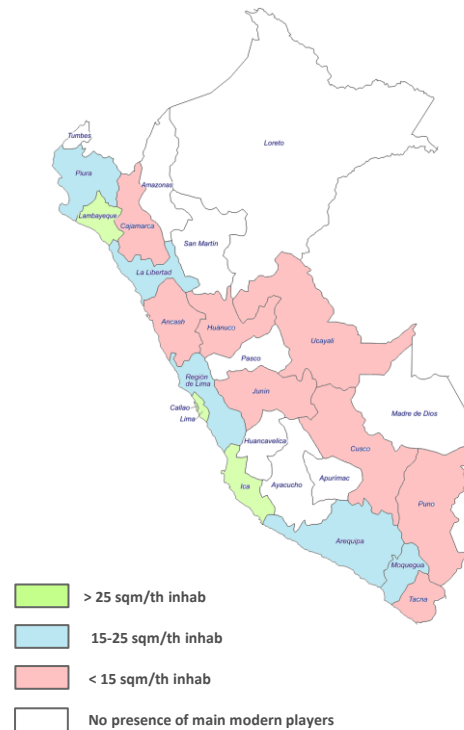 Tumbes
Loreto
Piura
Amazonas
Lambayeque
Cajamarca
San Martín
La Libertad
Ancash
Huánuco
Ucayali
Pasco
Región
de Lima
Junín
Callao
Lima
Madre de Dios
Huancavelica
Cusco
Ica
Ayacucho
Apurimac
Puno
Arequipa
Moquegua
Tacna
> 25 sqm/th inhab
15-25 sqm/th inhab
< 15 sqm/th inhab
No presence of main modern players